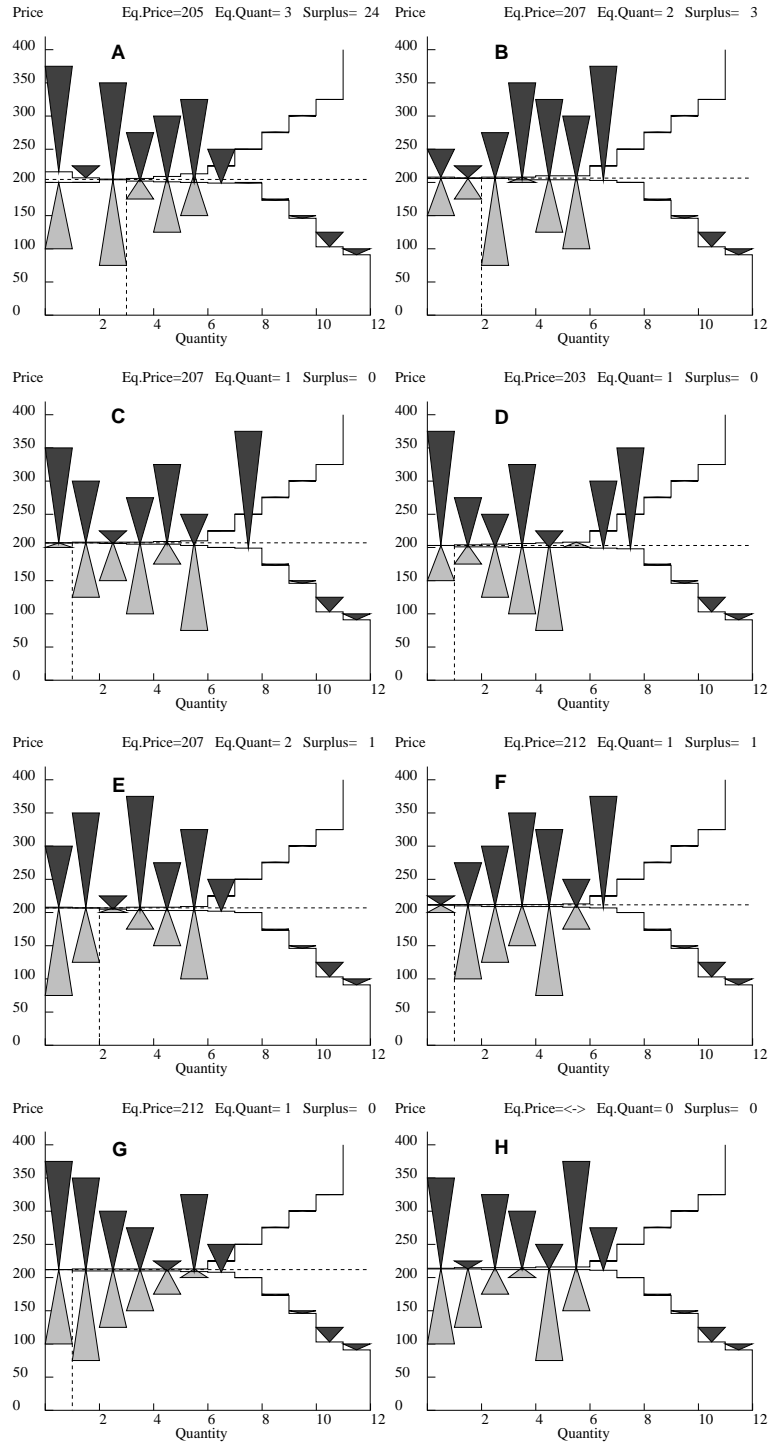 Price Eq.Price=205 Eq.Quant= 3 Surplus= 24
A
400
350
300
250
200
150
100
50
0
2 4 6 8 10 12
Quantity
Price Eq.Price=207 Eq.Quant= 2 Surplus= 3
B
400
350
300
250
200
150
100
50
0
2 4 6 8 10 12
Quantity
Price Eq.Price=207 Eq.Quant= 1 Surplus= 0
C
400
350
300
250
200
150
100
50
0
2 4 6 8 10 12
Quantity
Price Eq.Price=203 Eq.Quant= 1 Surplus= 0
D
400
350
300
250
200
150
100
50
0
2 4 6 8 10 12
Quantity
Price Eq.Price=207 Eq.Quant= 2 Surplus= 1
E
400
350
300
250
200
150
100
50
0
2 4 6 8 10 12
Quantity
Price Eq.Price=212 Eq.Quant= 1 Surplus= 1
F
400
350
300
250
200
150
100
50
0
2 4 6 8 10 12
Quantity
Price Eq.Price=212 Eq.Quant= 1 Surplus= 0
G
400
350
300
250
200
150
100
50
0
2 4 6 8 10 12
Quantity
Price Eq.Price=<-> Eq.Quant= 0 Surplus= 0
H
400
350
300
250
200
150
100
50
0
2 4 6 8 10 12
Quantity